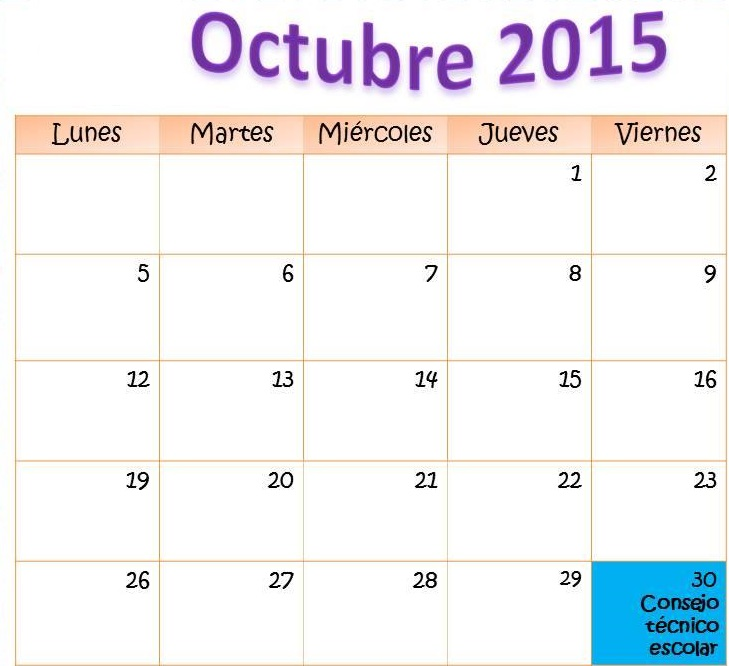 Octubre 2015
Lunes Martes Miércoles Jueves Viernes
1 2
5 6 7 8 9
12 13 14 15 16
19 20 21 22 23
26 27 28 29 30
Consejo
técnico
escolar